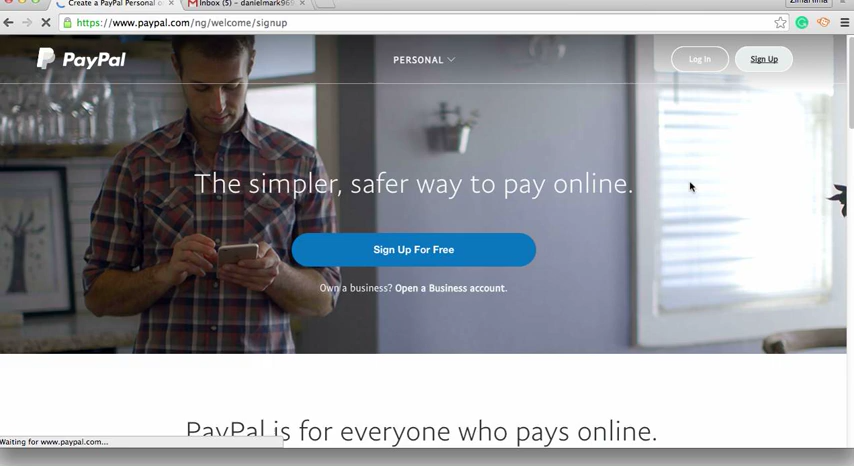 Create a PayPal Personal
Inbox (5) - danielmark969
https://www.paypal.com/ng/welcome/signup
PayPal
PERSONAL
Log In
Sign Up
The simpler, safer way to pay online.
Sign Up For Free
Own a business? Open a Business account.
PayPal is for everyone who pays online.
Waiting for www.paypal.com...